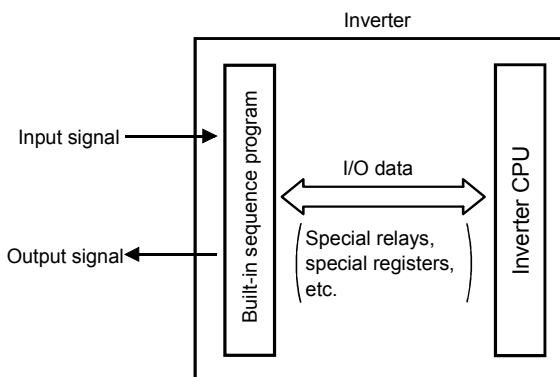 Inverter
Input signal
Output signal
Built-in sequence program
I/O data
(Special relays,
special registers,
etc.)
Inverter CPU